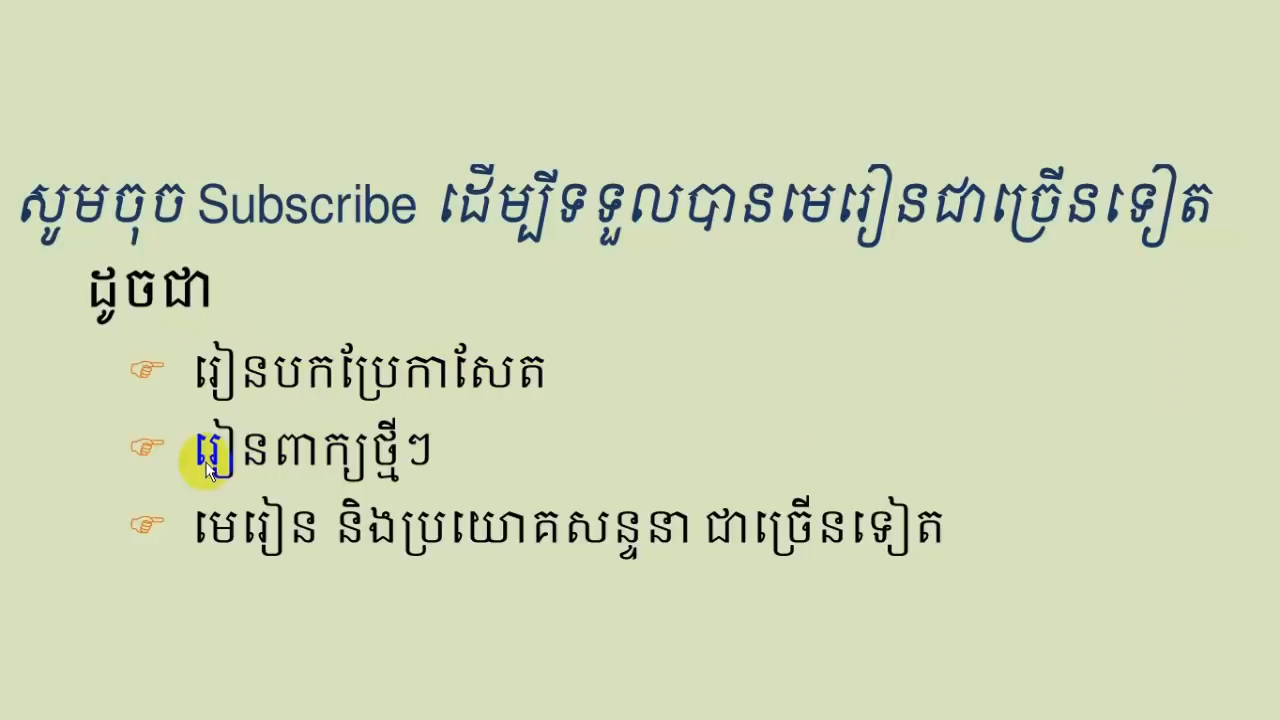 សូមចុច Subscribe ដើម្បីទទួលបានមេរៀនជាច្រើនទៀត
ដូចជា
រៀនបកប្រែកាសែត
រៀនពាក្យថ្មីៗ
មេរៀន និងប្រយោគសន្ទនា ជាច្រើនទៀត